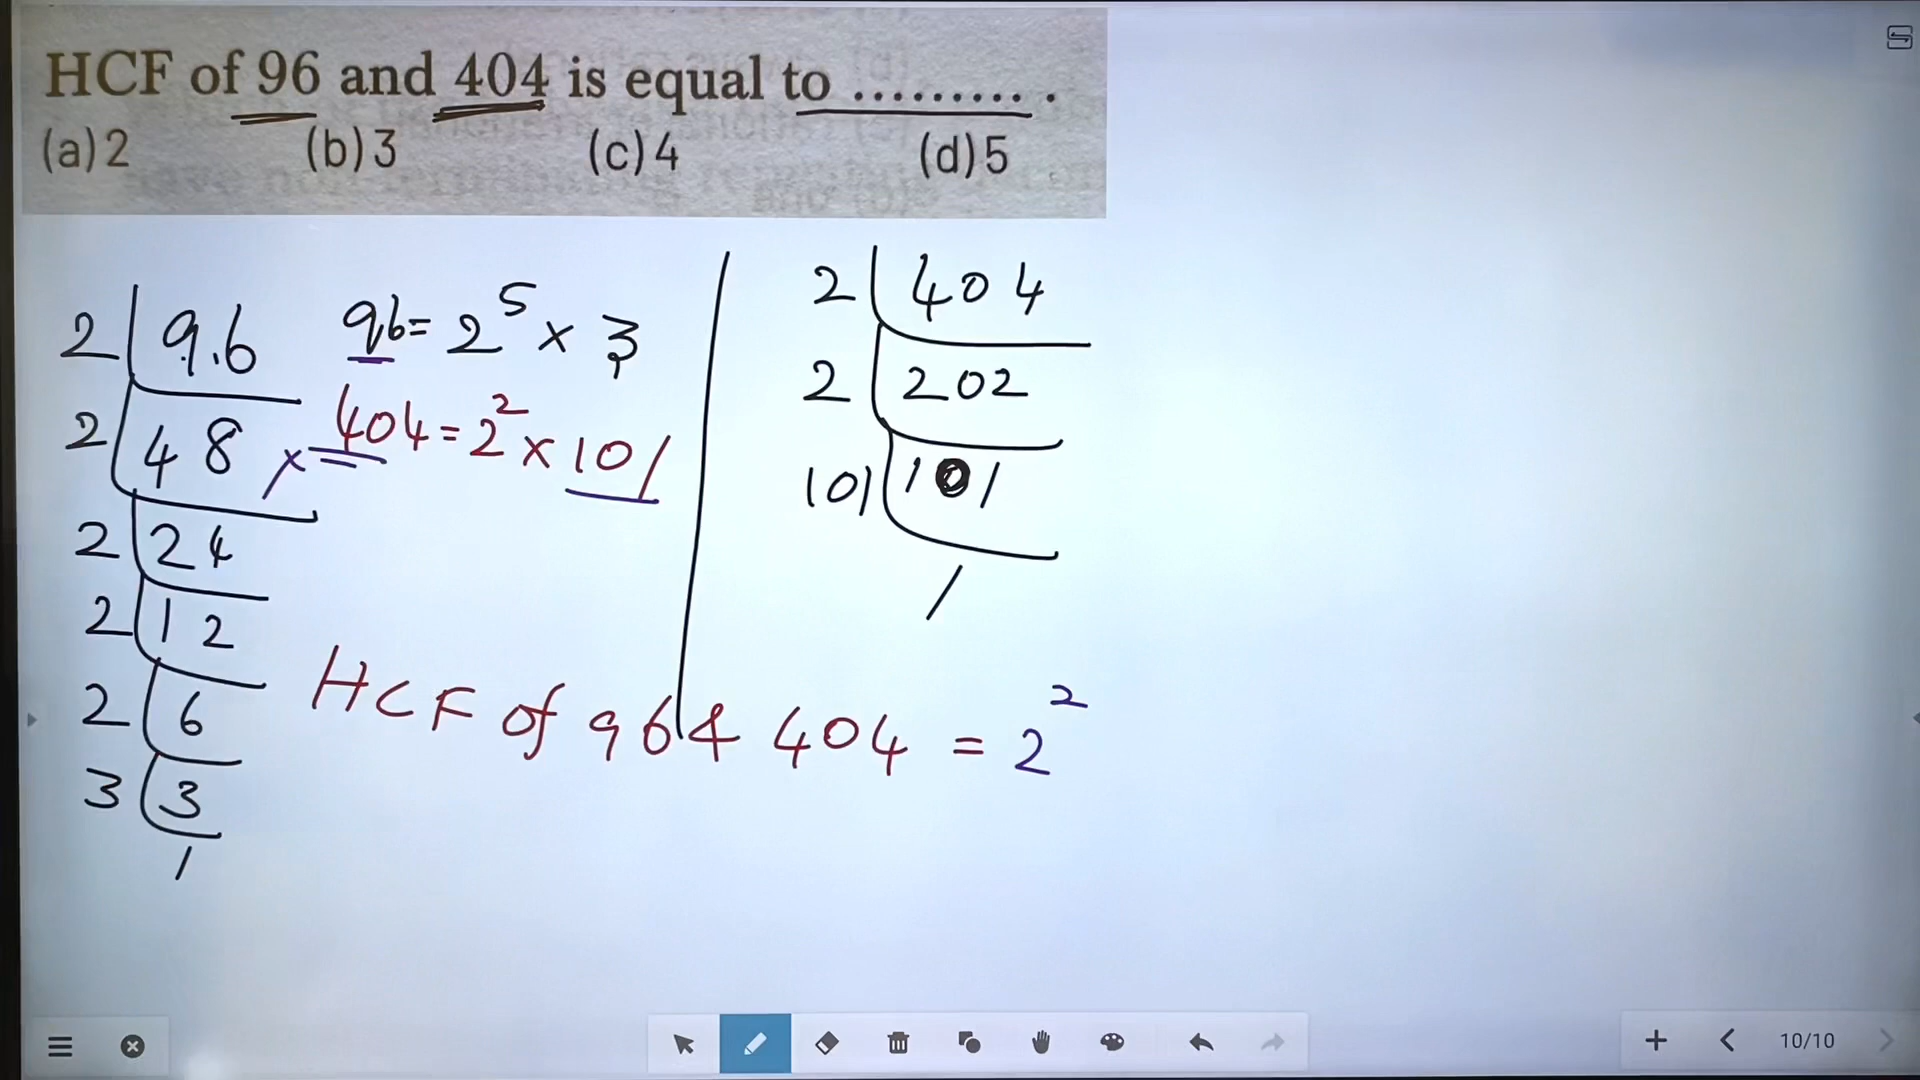 HCF of 96 and 404 is equal to ......... .
(a) 2 (b) 3 (c) 4 (d) 5
2 | 96
2 | 48
2 | 24
2 | 12
2 | 6
3 | 3
1
96 = 2^5 × 3
404 = 2^2 × 101
2 | 404
2 | 202
101 | 101
1
HCF of 96 & 404 = 2^2
10/10